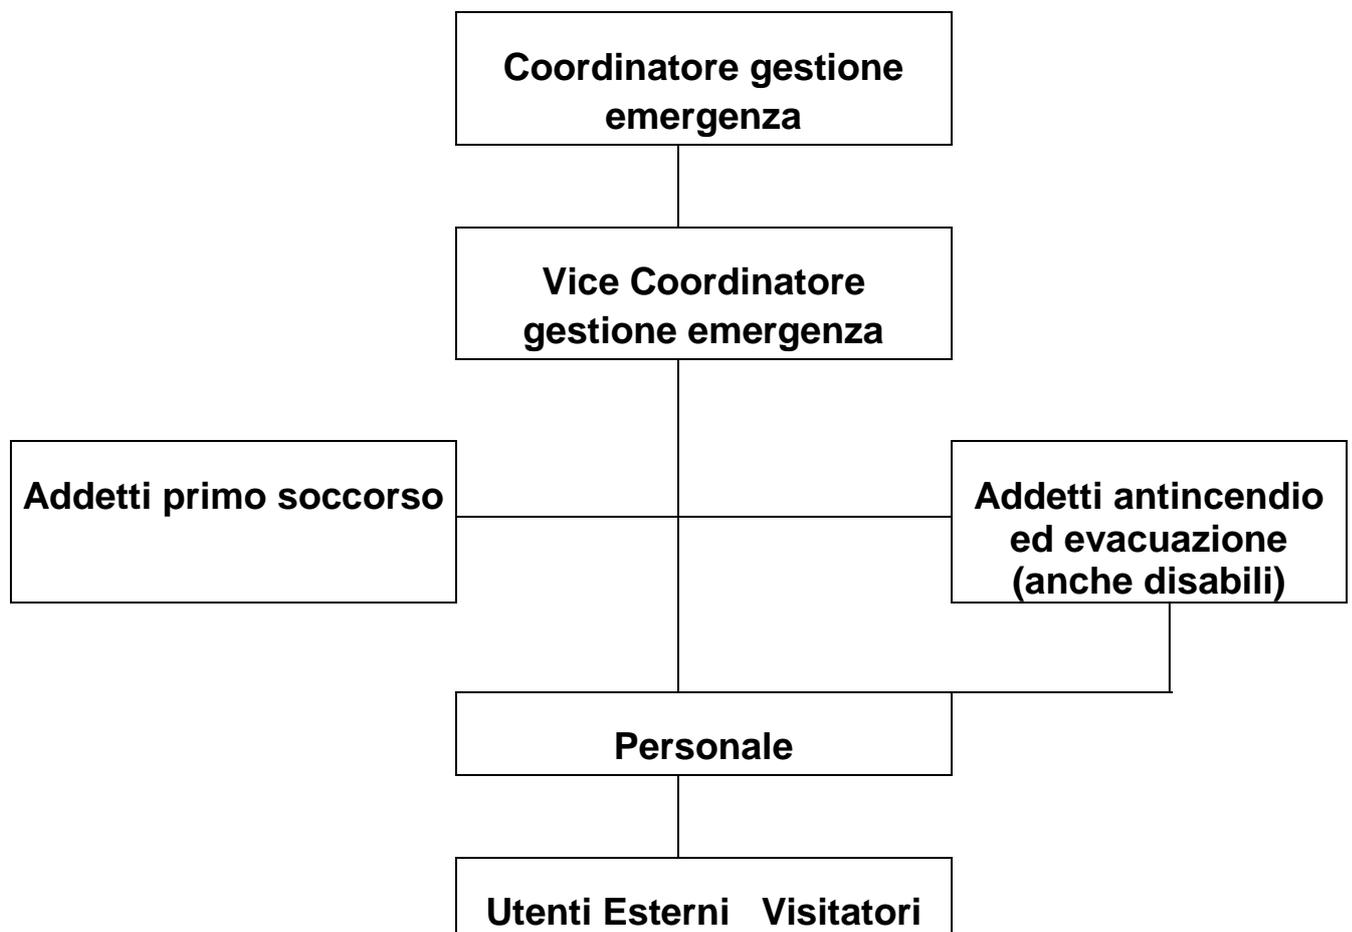 Coordinatore gestione
emergenza
Vice Coordinatore
gestione emergenza
Addetti primo soccorso
Addetti antincendio
ed evacuazione
(anche disabili)
Personale
Utenti Esterni Visitatori